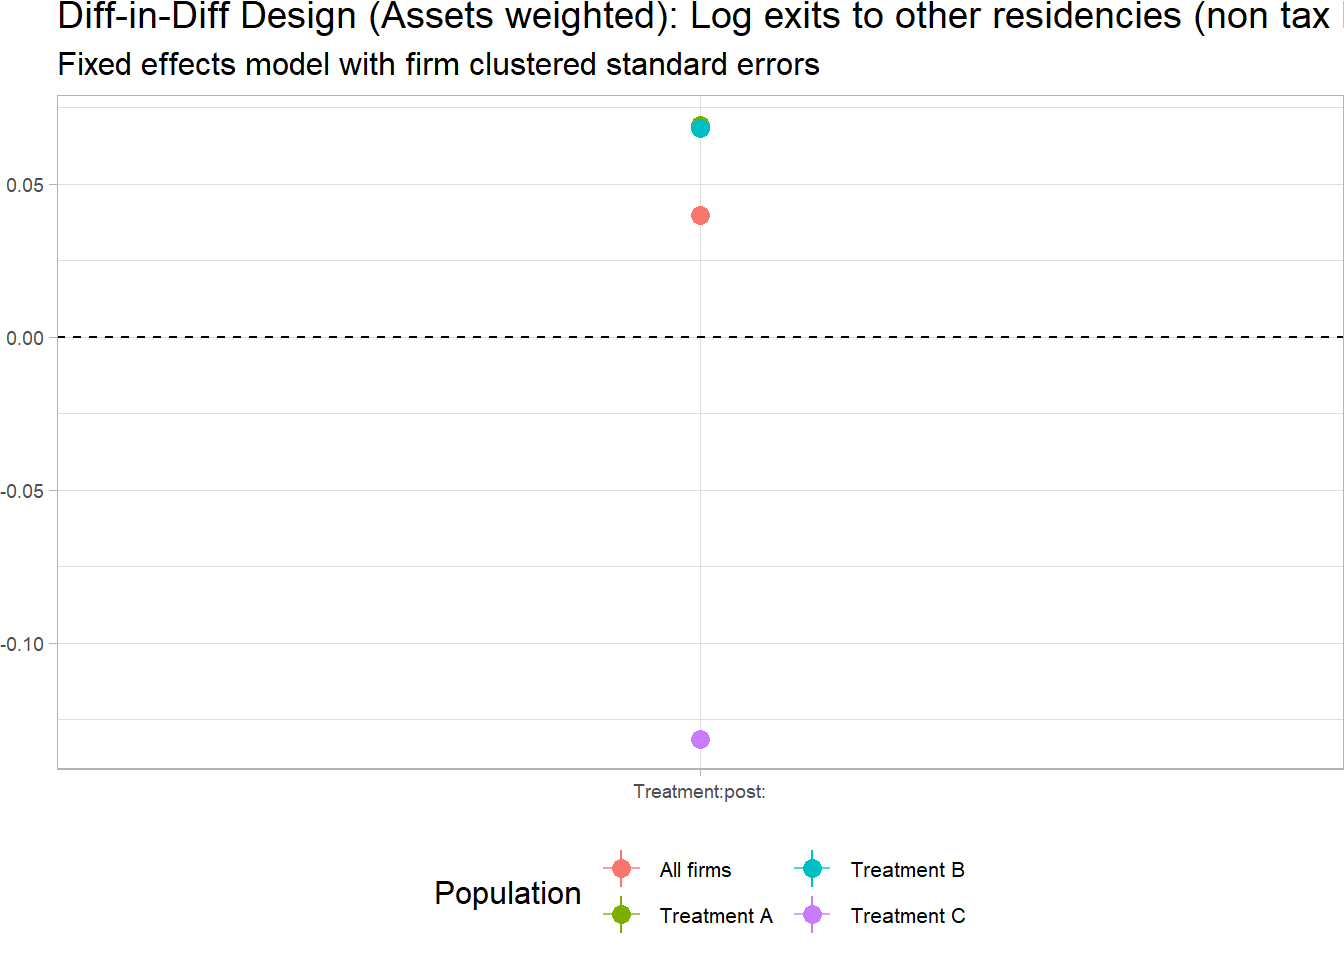 Diff-in-Diff Design (Assets weighted): Log exits to other residencies (non tax
Fixed effects model with firm clustered standard errors
0.05
0.00
-0.05
-0.10
Treatment:post:
Population
All firms
Treatment B
Treatment A
Treatment C